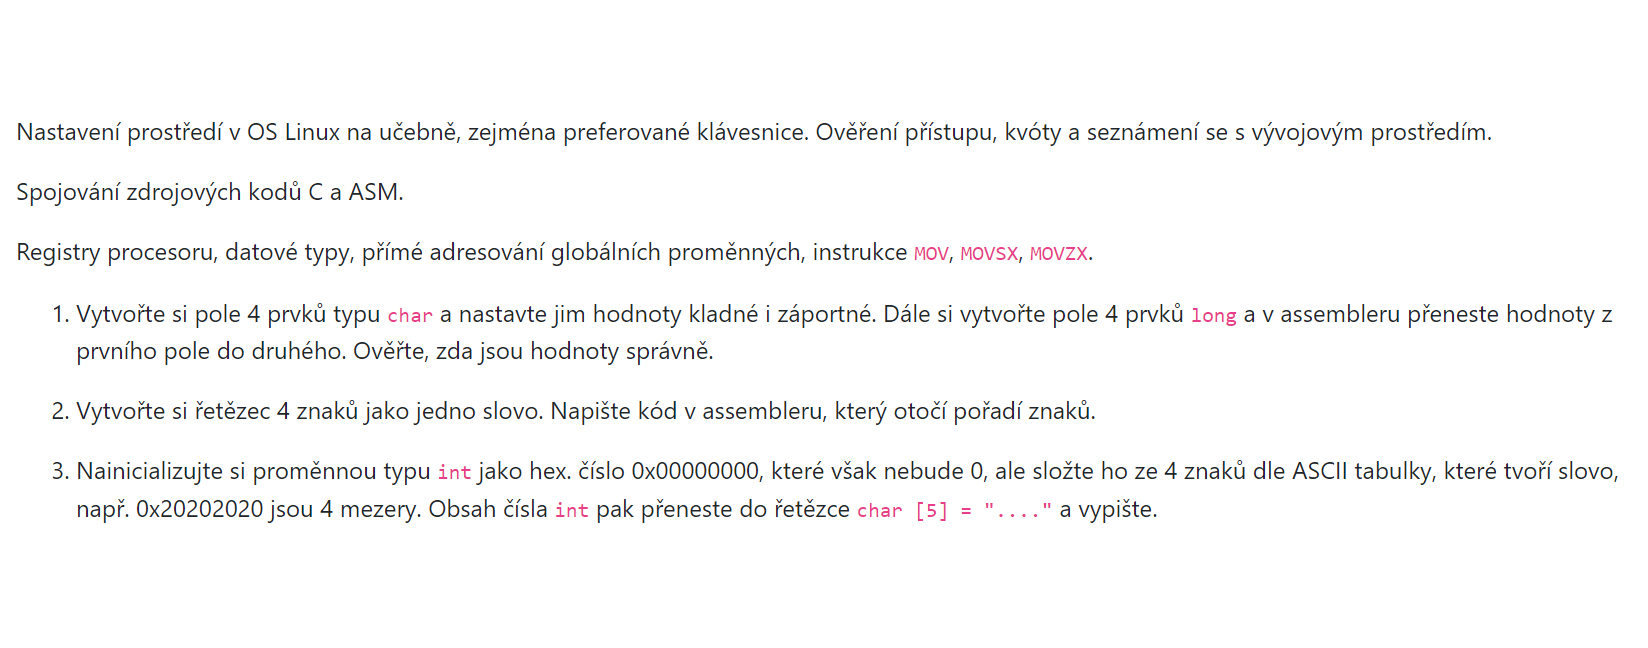 Nastavení prostředí v OS Linux na učebně, zejména preferované klávesnice. Ověření přístupu, kvóty a seznámení se s vývojovým prostředím.
Spojování zdrojových kodů C a ASM.
Registry procesoru, datové typy, přímé adresování globálních proměnných, instrukce MOV, MOVSX, MOVZX.
1. Vytvořte si pole 4 prvků typu char a nastavte jim hodnoty kladné i záportné. Dále si vytvořte pole 4 prvků long a v assembleru přeneste hodnoty z
prvního pole do druhého. Ověřte, zda jsou hodnoty správně.
2. Vytvořte si řetězec 4 znaků jako jedno slovo. Napište kód v assembleru, který otočí pořadí znaků.
3. Nainicializujte si proměnnou typu int jako hex. číslo 0x00000000, které však nebude 0, ale složte ho ze 4 znaků dle ASCII tabulky, které tvoří slovo,
např. 0x20202020 jsou 4 mezery. Obsah čísla int pak přeneste do řetězce char [5] = "...." a vypište.